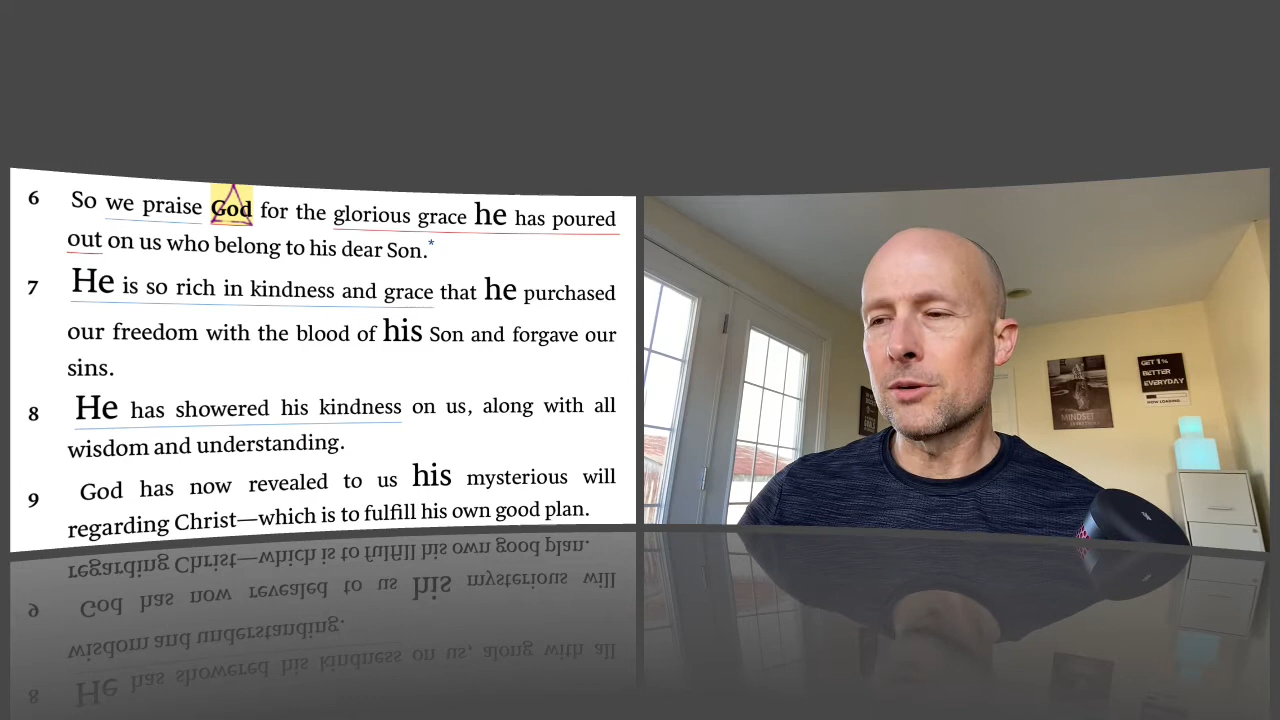 6 So we praise God for the glorious grace he has poured
out on us who belong to his dear Son.*
7 He is so rich in kindness and grace that he purchased
our freedom with the blood of his Son and forgave our
sins.
8 He has showered his kindness on us, along with all
wisdom and understanding.
9 God has now revealed to us his mysterious will
regarding Christ—which is to fulfill his own good plan.
MINDSET
GET 1%
BETTER
EVERYDAY
NOW LOADING